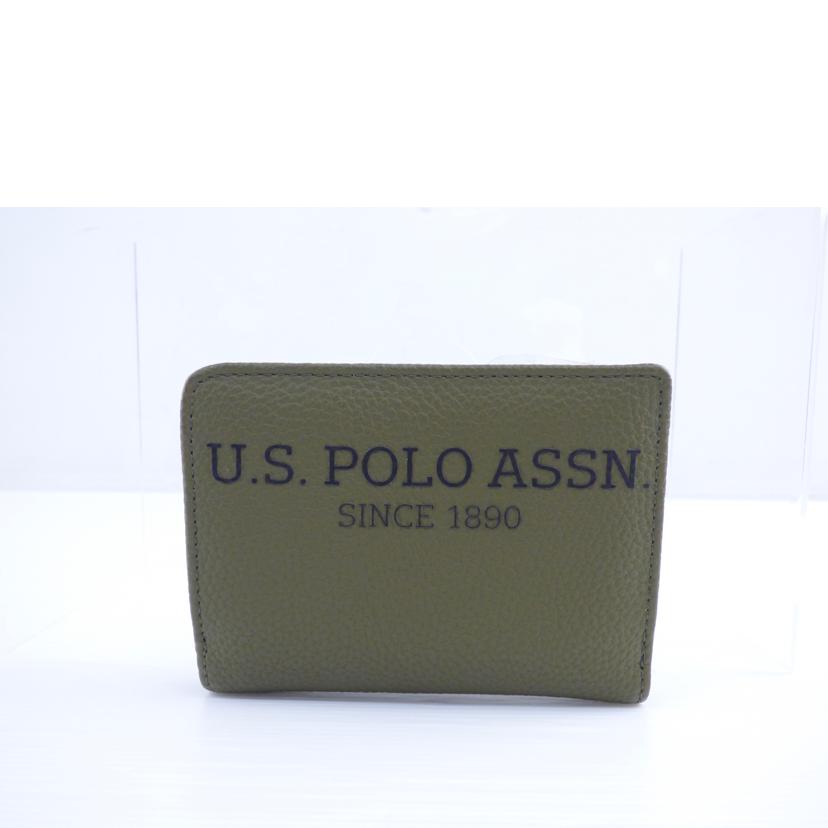 U.S. POLO ASSN.
SINCE 1890